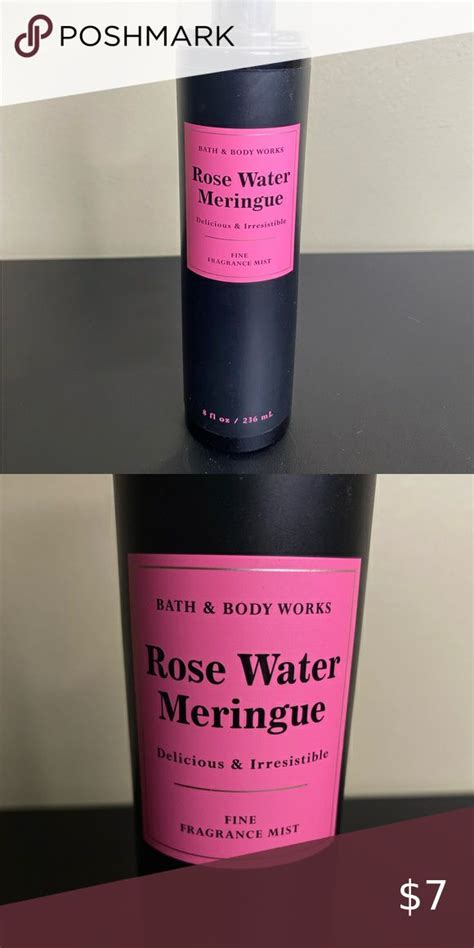 POSHMARK
BATH & BODY WORKS
Rose Water
Meringue
Delicious & Irresistible
FINE
FRAGRANCE MIST
8 fl oz / 236 mL
BATH & BODY WORKS
Rose Water
Meringue
Delicious & Irresistible
FINE
FRAGRANCE MIST
$7